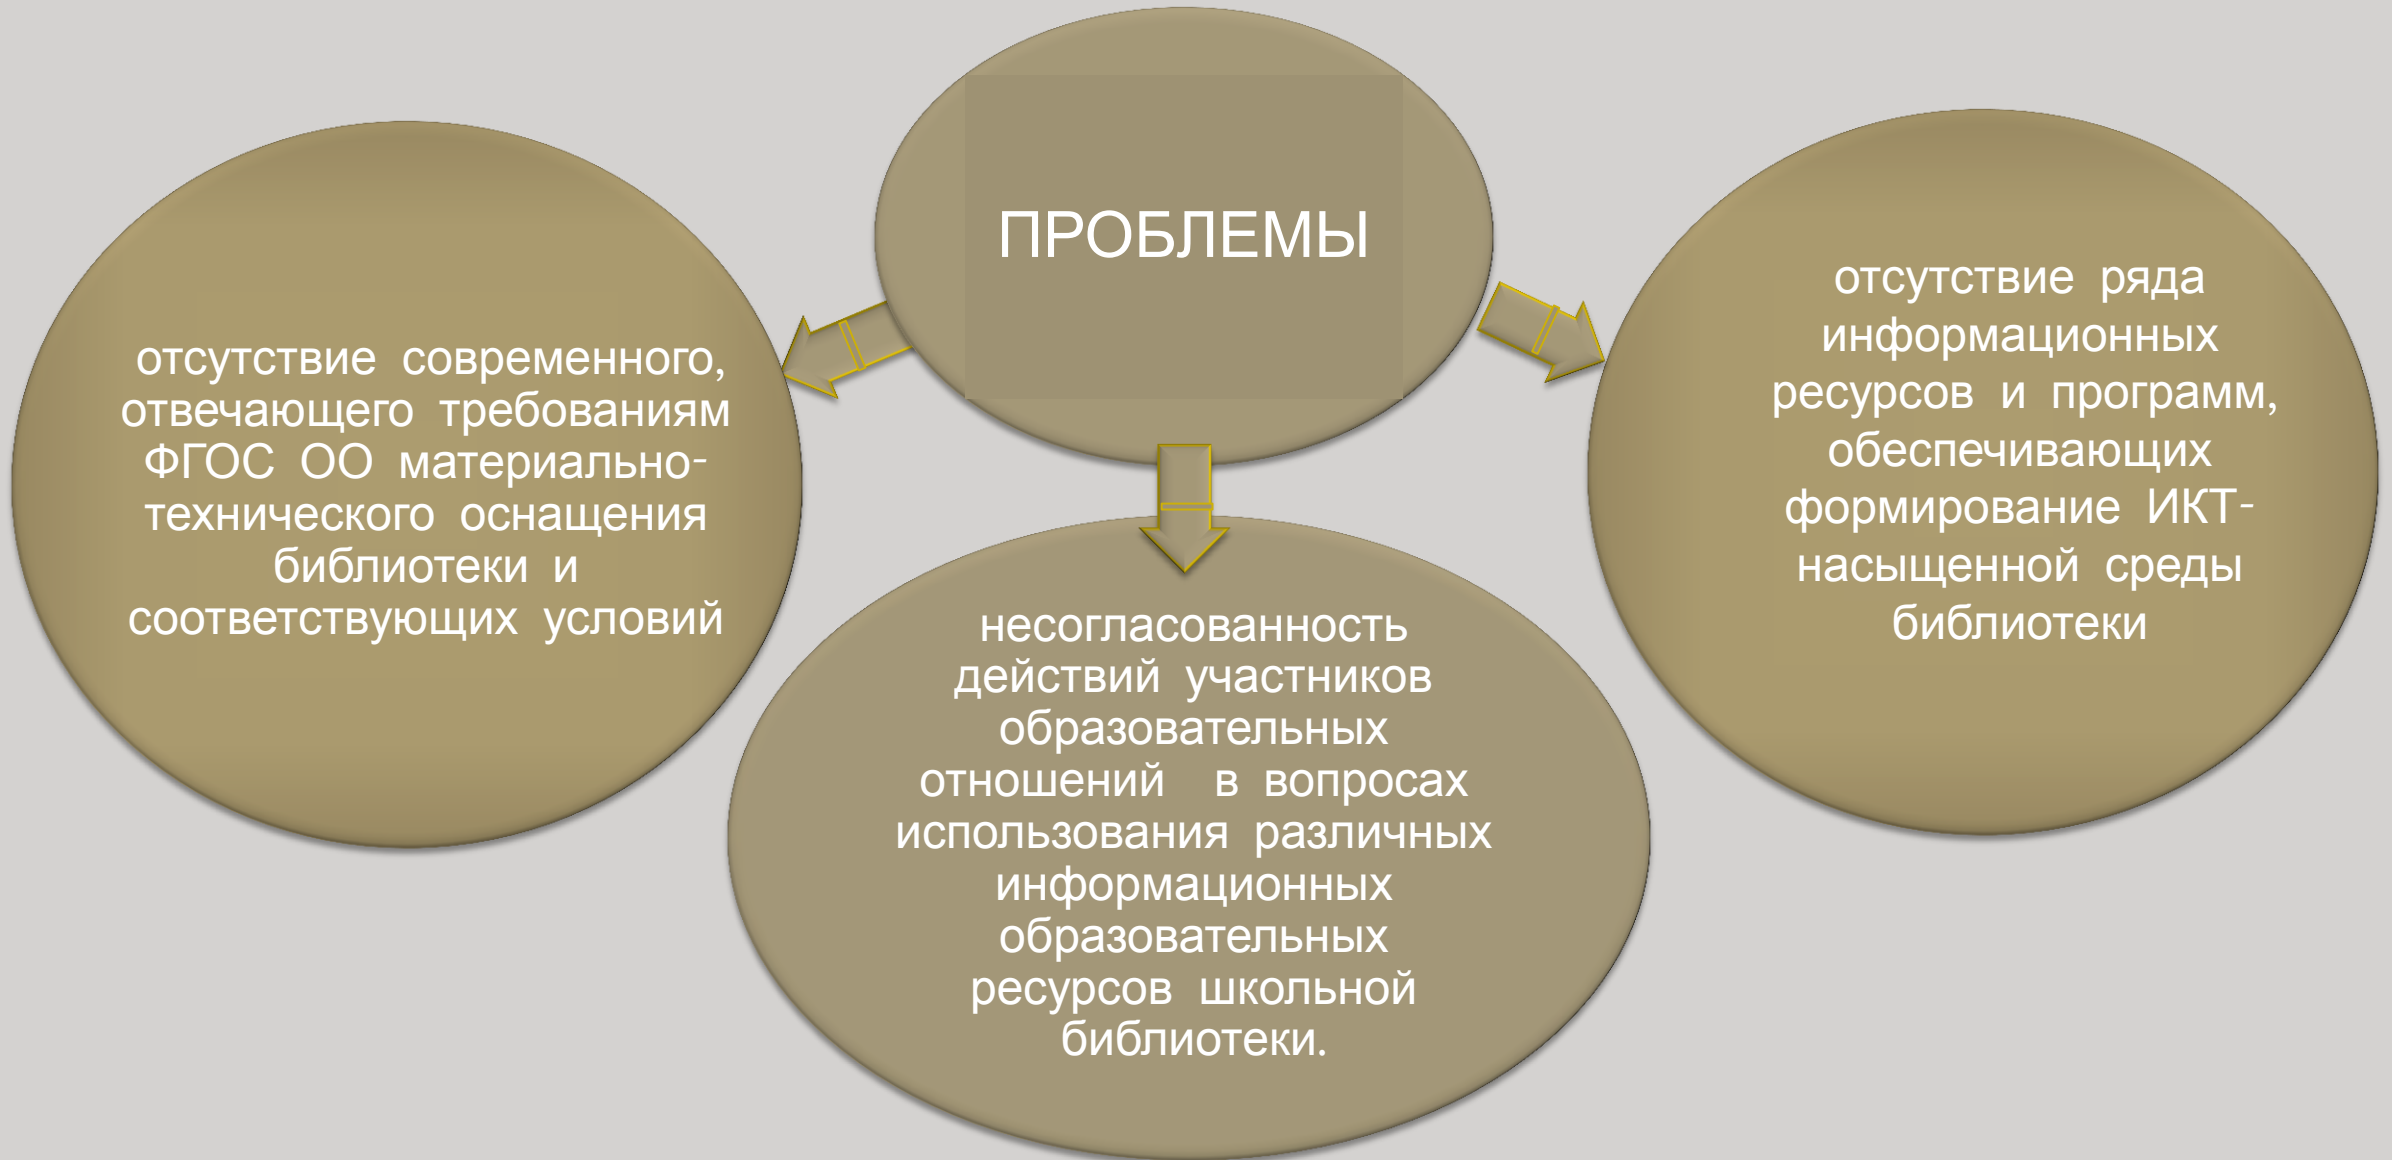 ПРОБЛЕМЫ
отсутствие современного,
отвечающего требованиям
ФГОС ОО материально-
технического оснащения
библиотеки и
соответствующих условий
несогласованность
действий участников
образовательных
отношений в вопросах
использования различных
информационных
образовательных
ресурсов школьной
библиотеки.
отсутствие ряда
информационных
ресурсов и программ,
обеспечивающих
формирование ИКТ-
насыщенной среды
библиотеки